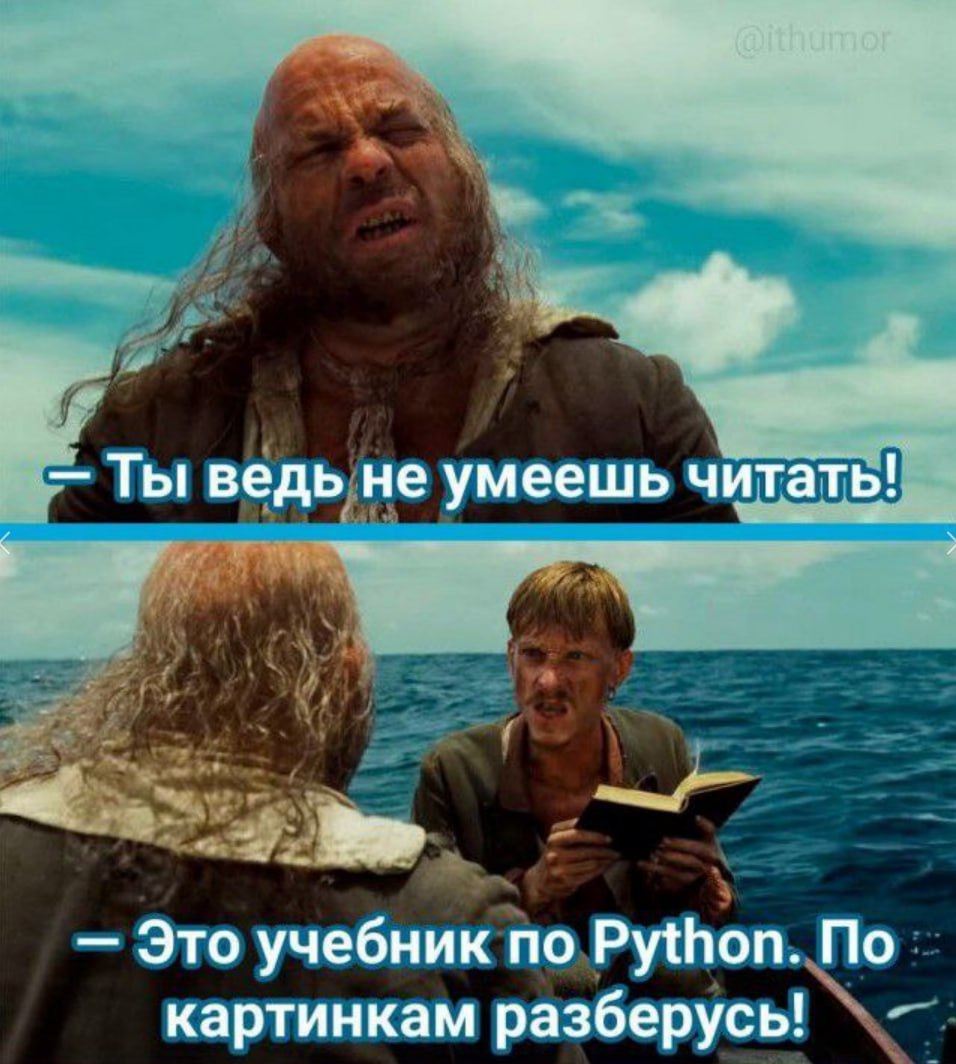 @ithumor
– Ты ведь не умеешь читать!
– Это учебник по Python. По
картинкам разберусь!